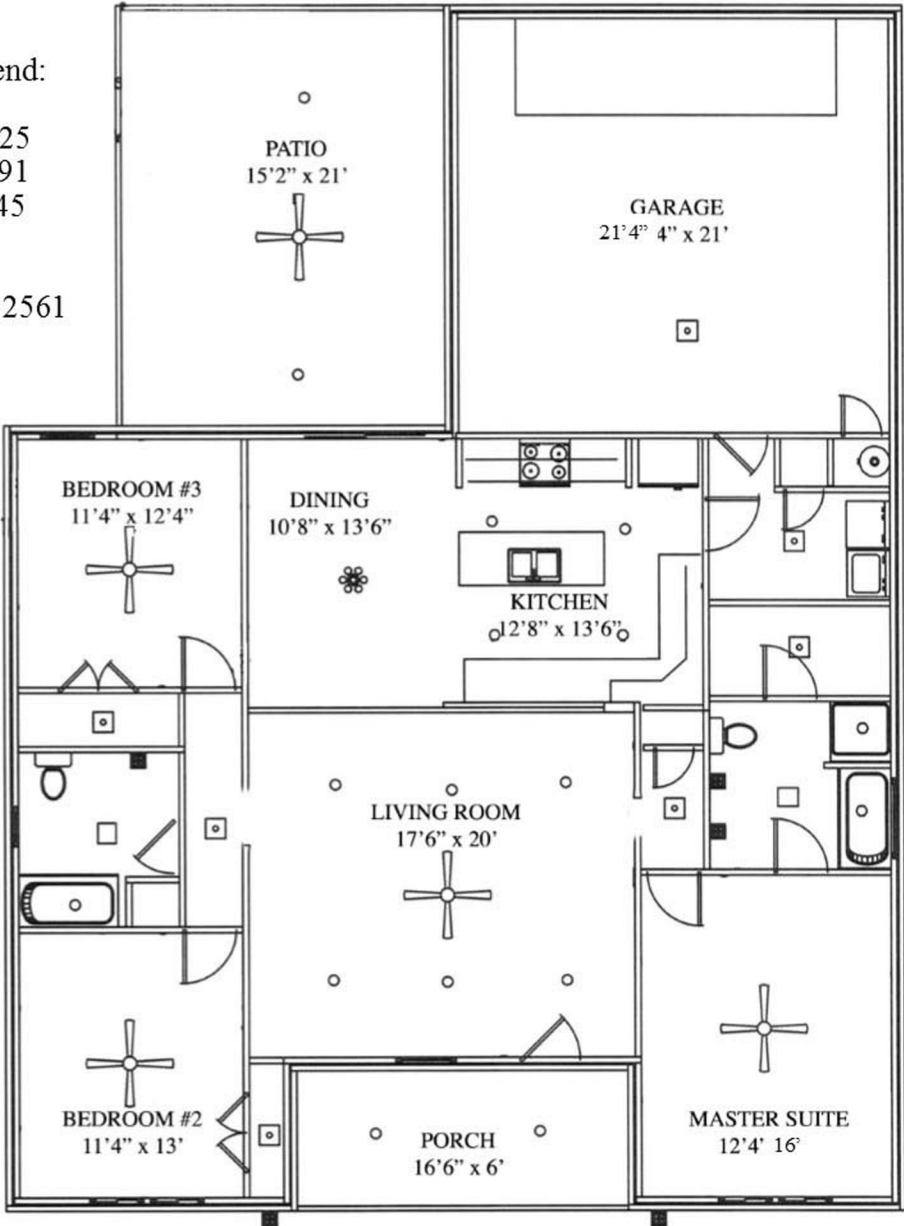 end:
25
91
45
2561
PATIO
15'2” x 21'
GARAGE
21'4” 4” x 21'
BEDROOM #3
11'4” x 12'4”
DINING
10'8” x 13'6”
KITCHEN
12'8” x 13'6”
LIVING ROOM
17'6” x 20'
BEDROOM #2
11'4” x 13'
PORCH
16'6” x 6'
MASTER SUITE
12'4' 16'